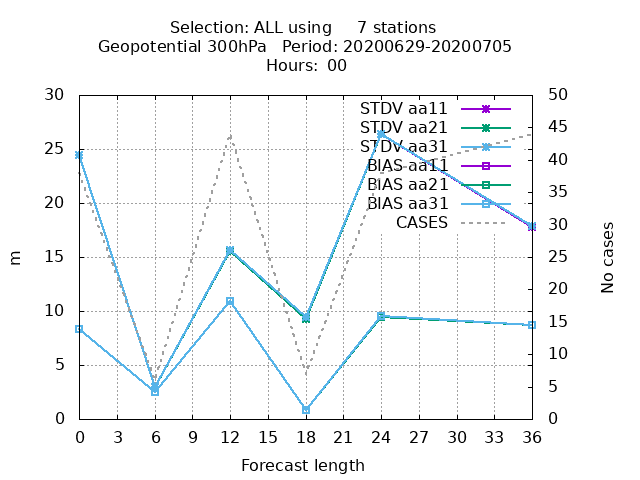 Selection: ALL using     7 stations
Geopotential 300hPa   Period: 20200629-20200705
Hours:  00
30 50
25 45
20 40
15 35
10 30
5 25
0 20
15
10
5
0
m
No cases
STDV aa11
STDV aa21
STDV aa31
BIAS aa11
BIAS aa21
BIAS aa31
CASES
0 3 6 9 12 15 18 21 24 27 30 33 36
Forecast length